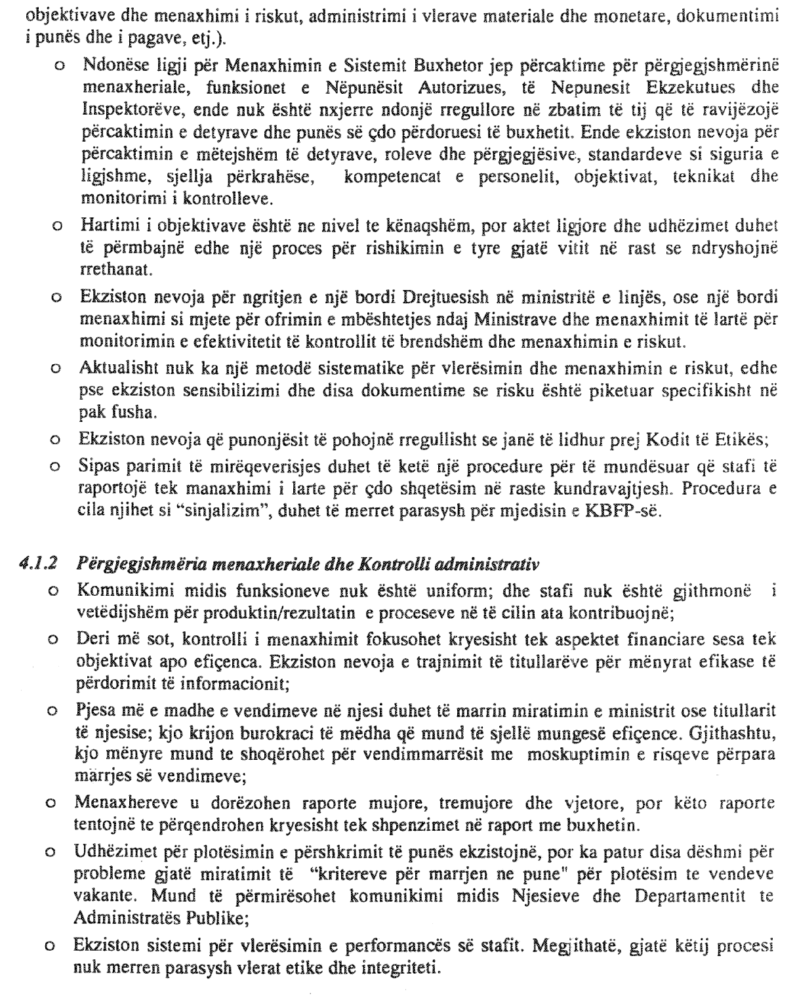 objektivave dhe menaxhimi i riskut, administrimi i vlerave materiale dhe monetare, dokumentimi
i punës dhe i pagave, etj.).
o Ndonëse ligji për Menaxhimin e Sistemit Buxhetor jep përcaktime për përgjegjshmërinë
menaxheriale, funksionet e Nëpunësit Autorizues, të Nepunesit Ekzekutues dhe
Inspektorëve, ende nuk është nxjerre ndonjë rregullore në zbatim të tij që të ravijëzojë
përcaktimin e detyrave dhe punës së çdo përdoruesi të buxhetit. Ende ekziston nevoja për
përcaktimin e mëtejshëm të detyrave, roleve dhe përgjegjësive, standardeve si siguria e
ligjshme, sjellja përkrahëse, kompetencat e personelit, objektivat, teknikat dhe
monitorimi i kontrolleve.
o Hartimi i objektivave është ne nivel te kënaqshëm, por aktet ligjore dhe udhëzimet duhet
të përmbajnë edhe një proces për rishikimin e tyre gjatë vitit në rast se ndryshojnë
rrethanat.
o Ekziston nevoja për ngritjen e një bordi Drejtuesish në ministritë e linjës, ose një bordi
menaxhimi si mjete për ofrimin e mbështetjes ndaj Ministrave dhe menaxhimit të lartë për
monitorimin e efektivitetit të kontrollit të brendshëm dhe menaxhimin e riskut.
o Aktualisht nuk ka një metodë sistematike për vlerësimin dhe menaxhimin e riskut, edhe
pse ekziston sensibilizimi dhe disa dokumentime se risku është piketuar specifikisht në
pak fusha.
o Ekziston nevoja që punonjësit të pohojnë rregullisht se janë të lidhur prej Kodit të Etikës;
o Sipas parimit të mirëqeverisjes duhet të ketë një procedure për të mundësuar që stafi të
raportojë tek manaxhimi i larte për çdo shqetësim në raste kundravajtjesh. Procedura e
cila njihet si “sinjalizim”, duhet të merret parasysh për mjedisin e KBFP-së.
4.1.2 Përgjegjshmëria menaxheriale dhe Kontrolli administrativ
o Komunikimi midis funksioneve nuk është uniform; dhe stafi nuk është gjithmonë i
vetëdijshëm për produktin/rezultatin e proceseve në të cilin ata kontribuojnë;
o Deri më sot, kontrolli i menaxhimit fokusohet kryesisht tek aspektet financiare sesa tek
objektivat apo efiçenca. Ekziston nevoja e trajnimit të titullarëve për mënyrat efikase të
përdorimit të informacionit;
o Pjesa më e madhe e vendimeve në njesi duhet të marrin miratimin e ministrit ose titullarit
të njesise; kjo krijon burokraci të mëdha që mund të sjellë mungesë efiçence. Gjithashtu,
kjo mënyre mund te shoqërohet për vendimmarrësit me moskuptimin e risqeve përpara
marrjes së vendimeve;
o Menaxhereve u dorëzohen raporte mujore, tremujore dhe vjetore, por këto raporte
tentojnë te përqendrohen kryesisht tek shpenzimet në raport me buxhetin.
o Udhëzimet për plotësimin e përshkrimit të punës ekzistojnë, por ka patur disa dëshmi për
probleme gjatë miratimit të “kritereve për marrjen ne pune" për plotësim te vendeve
vakante. Mund të përmirësohet komunikimi midis Njesieve dhe Departamentit te
Administratës Publike;
o Ekziston sistemi për vlerësimin e performancës së stafit. Megjithatë, gjatë këtij procesi
nuk merren parasysh vlerat etike dhe integriteti.